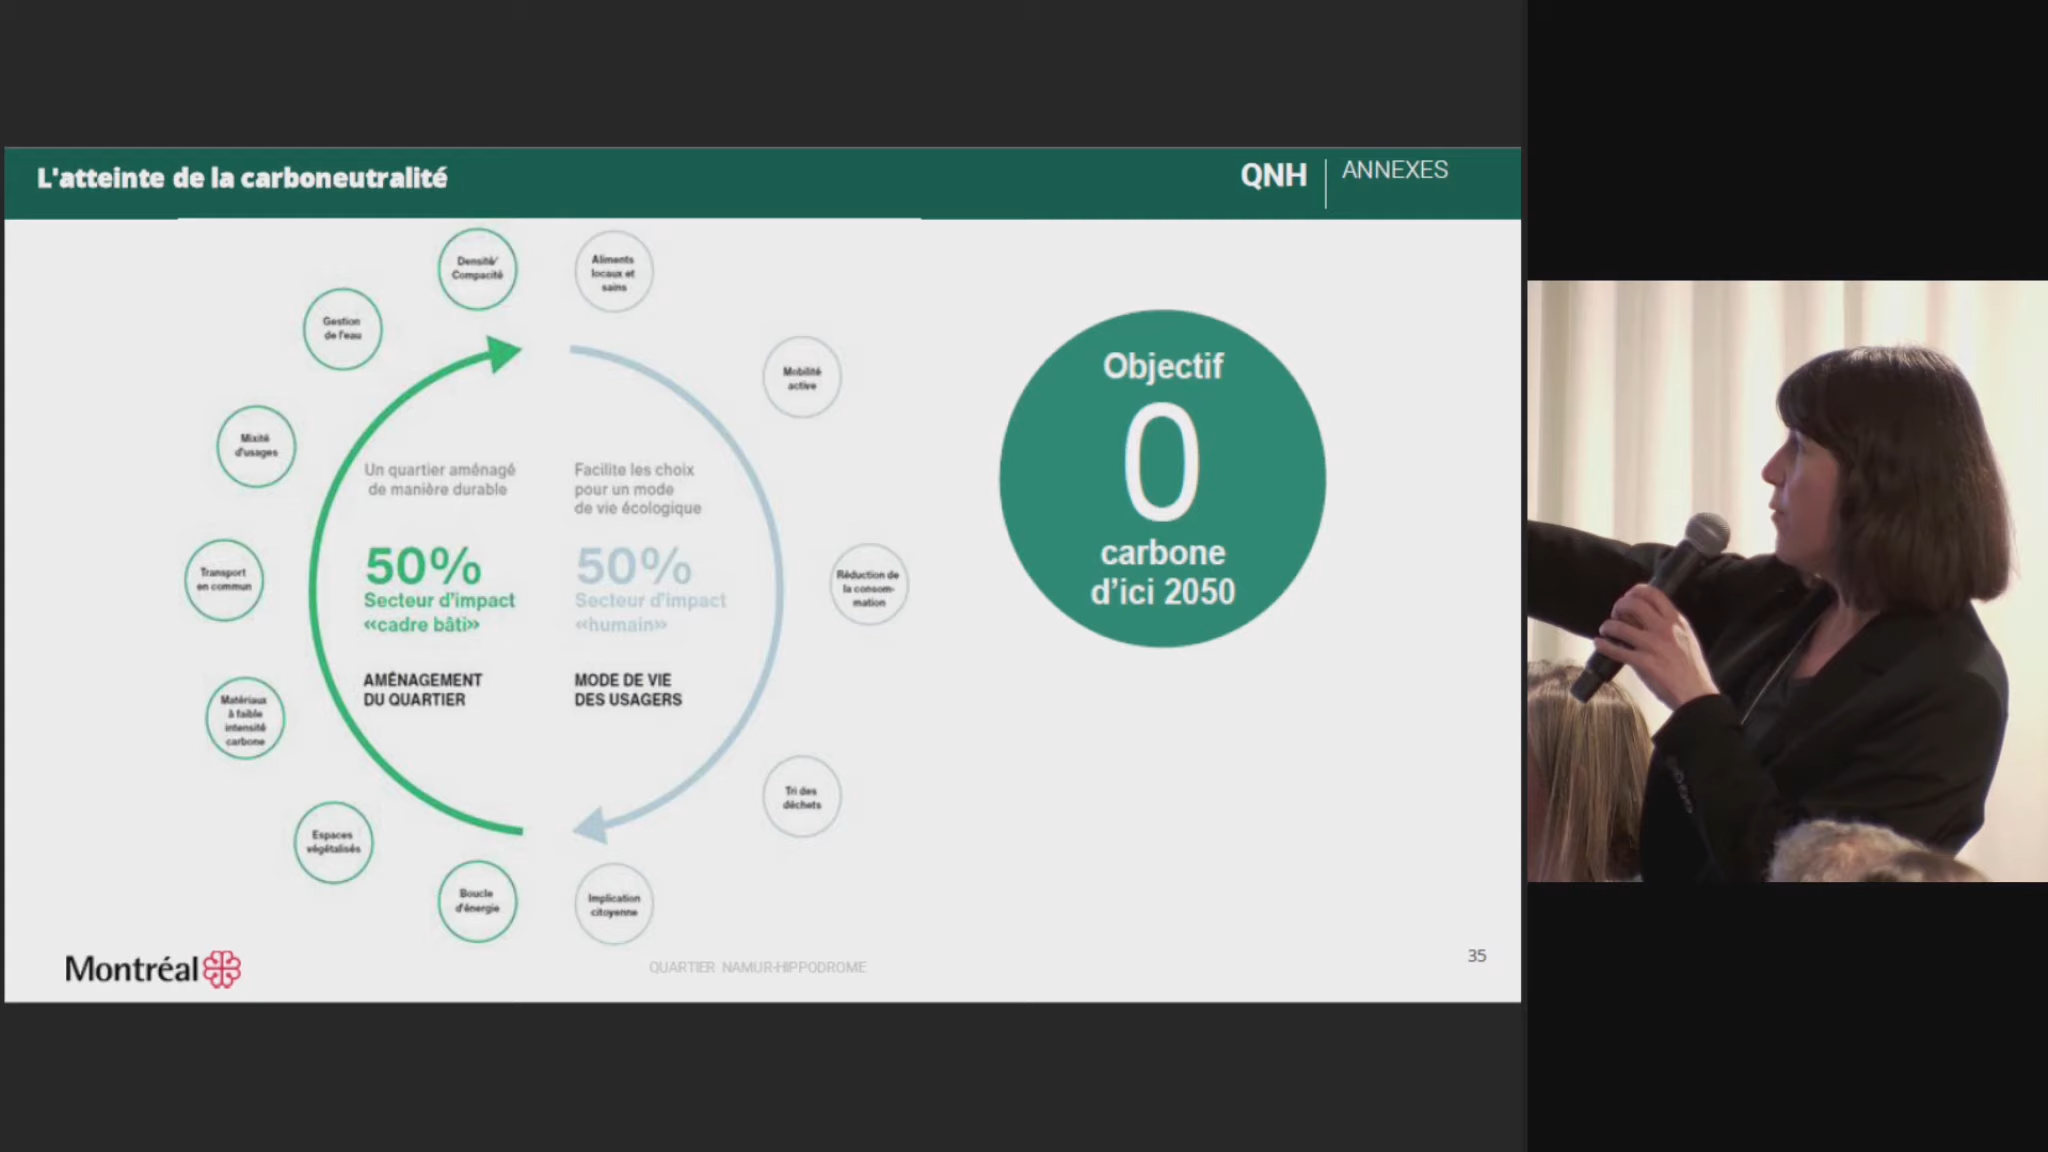 L'atteinte de la carboneutralité
QNH
ANNEXES
Densité/
Compacité
Gestion
de l'eau
Mixité
d'usages
Transport
en commun
Matériaux
à faible
intensité
carbone
Espaces
végétalisés
Boucle
d'énergie
Un quartier aménagé
de manière durable
50%
Secteur d'impact
«cadre bâti»
AMÉNAGEMENT
DU QUARTIER
Facilite les choix
pour un mode
de vie écologique
50%
Secteur d'impact
«humain»
MODE DE VIE
DES USAGERS
Aliments
locaux et
sains
Mobilité
active
Réduction de
la consom-
mation
Tri des
déchets
Implication
citoyenne
Objectif
0
carbone
d'ici 2050
Montréal
QUARTIER NAMUR-HIPPODROME
35